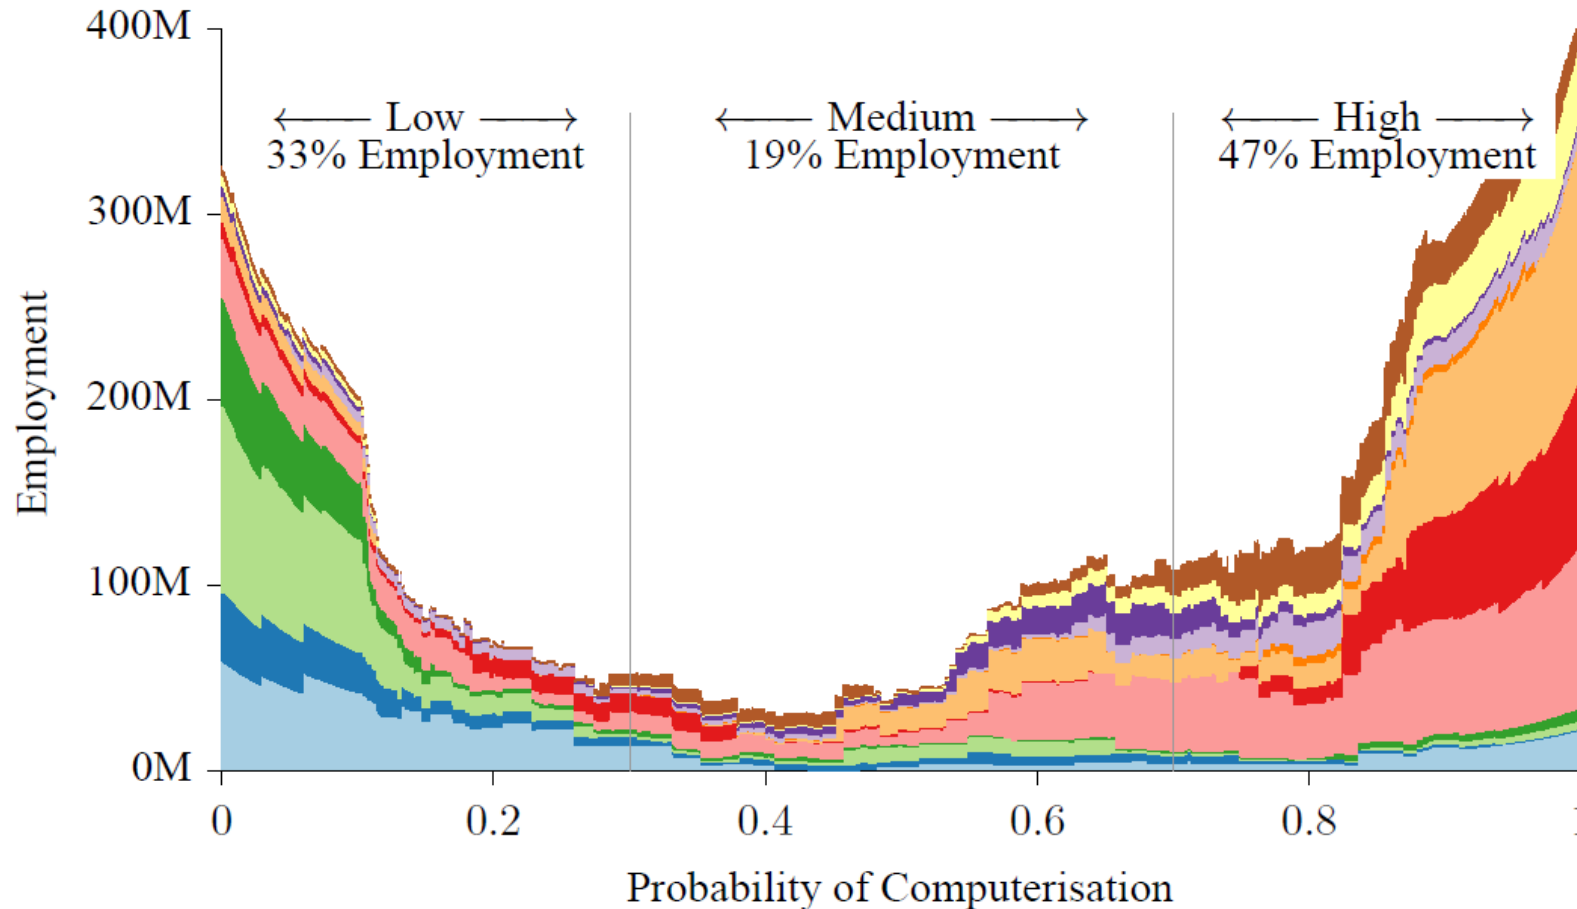 400M
300M
200M
100M
0M
Employment
←—— Low ——→
33% Employment
←—— Medium ——→
19% Employment
←—— High ——→
47% Employment
0 0.2 0.4 0.6 0.8
Probability of Computerisation